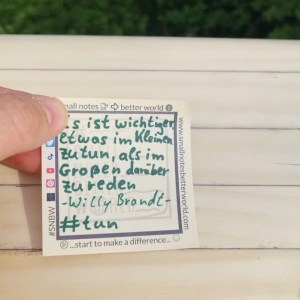 small notes better world
Es ist wichtiger
etwas im Kleinen
zu tun, als im
Großen darüber
zu reden
-Willy Brandt-
#tun
...start to make a difference...
#SNBW
www.smallnotesbetterworld.com